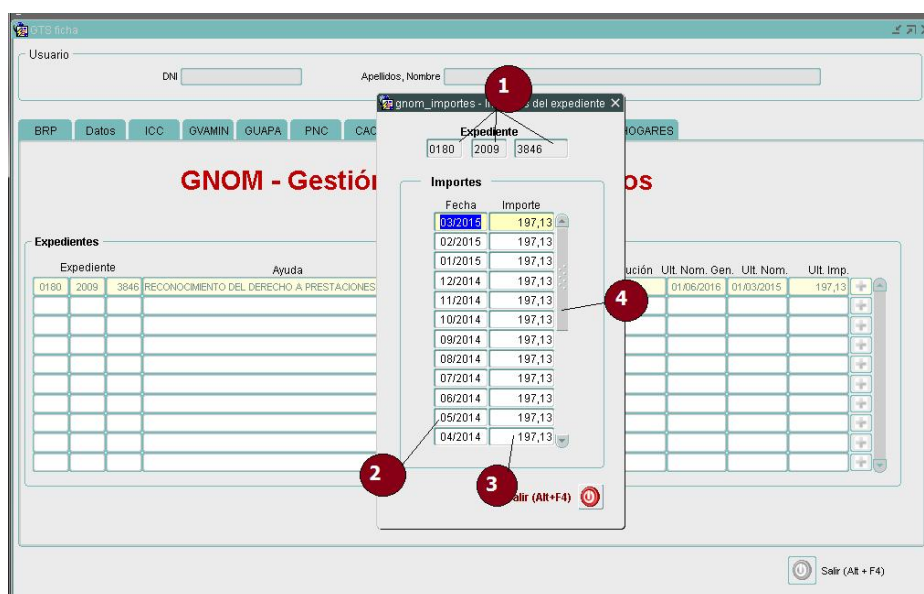 GTS ficha
Usuario
DNI
Apellidos, Nombre
1
gnom_importes - I es del expediente
BRP Datos ICC GVAMIN GUAPA PNC CAC HOGARES
Expediente
0180 2009 3846
GNOM - Gestió os
Importes
Fecha Importe
03/2015 197,13
02/2015 197,13
01/2015 197,13
12/2014 197,13
11/2014 197,13
10/2014 197,13
09/2014 197,13
08/2014 197,13
07/2014 197,13
06/2014 197,13
05/2014 197,13
04/2014 197,13
4
2
3
Salir (Alt+F4)
Expedientes
Expediente Ayuda ución Ult. Nom. Gen. Ult. Nom. Ult. Imp.
0180 2009 3846 RECONOCIMIENTO DEL DERECHO A PRESTACIONES 01/06/2016 01/03/2015 197,13
Salir (Alt + F4)